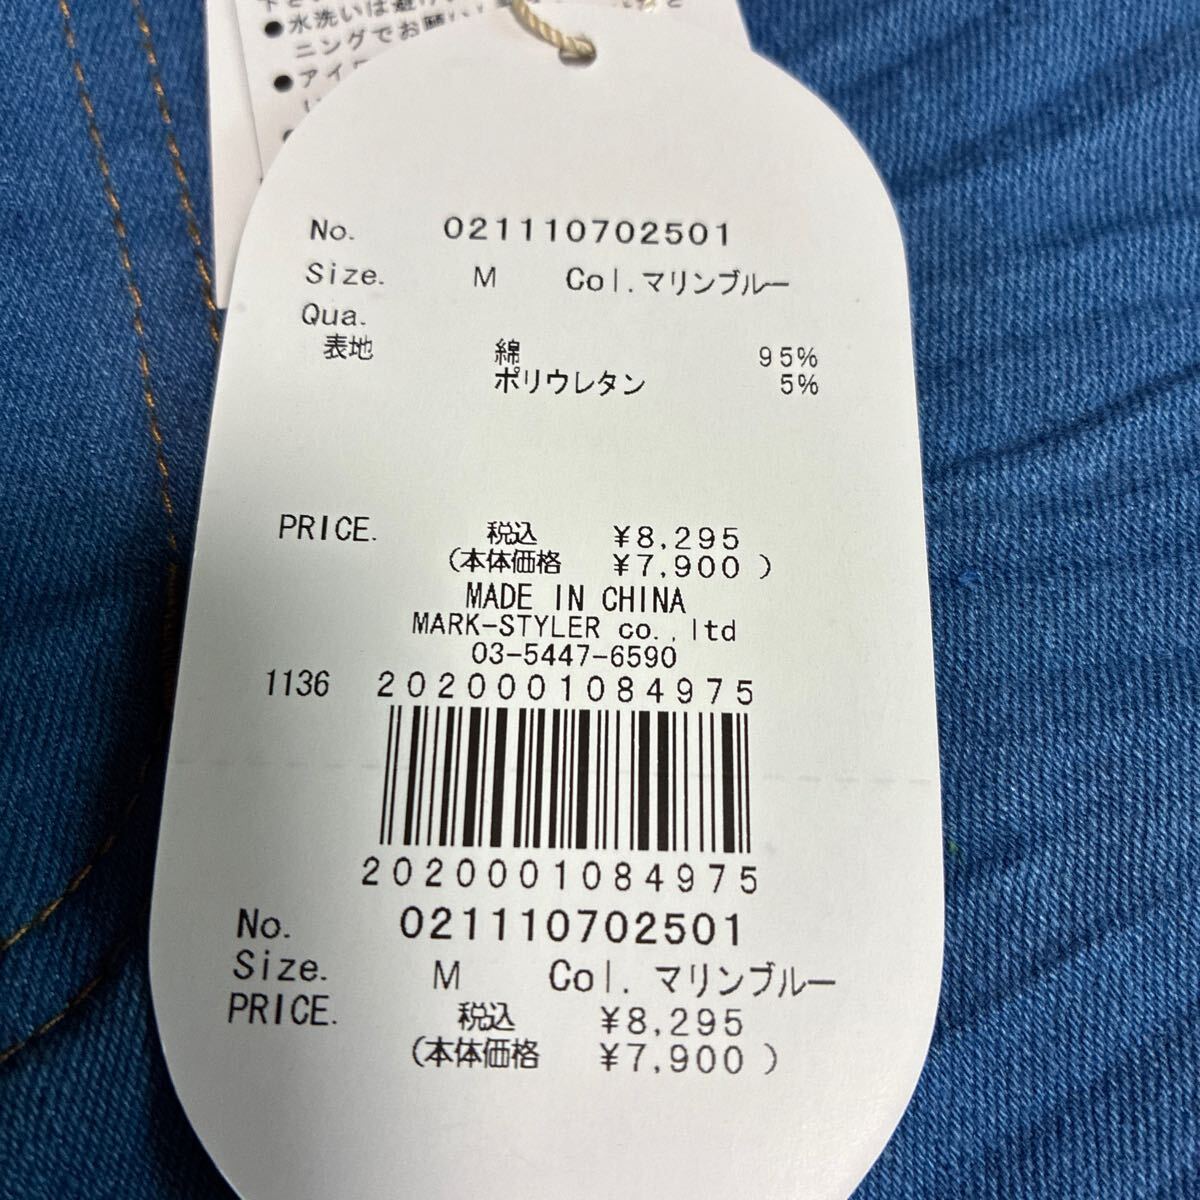 ●水洗いは避け
ニングでお願い
●アイ
No. 021110702501
Size. M Col.マリンブルー
Qua.
表地 綿 95%
ポリウレタン 5%
PRICE. 税込 ¥8,295
(本体価格 ¥7,900 )
MADE IN CHINA
MARK-STYLER co.,ltd
03-5447-6590
1136 2020001084975
2020001084975
No. 021110702501
Size. M Col. マリンブルー
PRICE. 税込 ¥8,295
(本体価格 ¥7,900 )